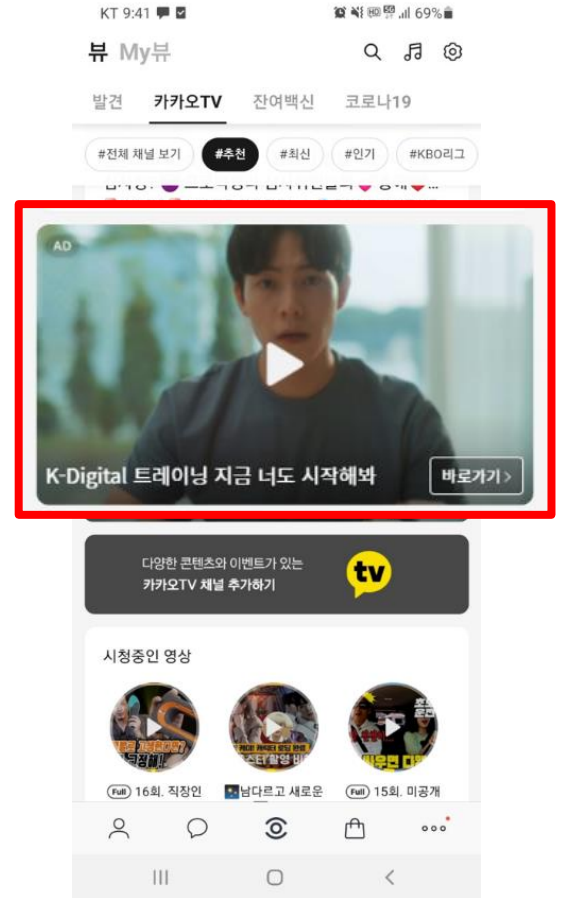 KT 9:41
69%
뷰 My뷰
발견 카카오TV 잔여백신 코로나19
#전체 채널 보기 #추천 #최신 #인기 #KBO리그
AD
K-Digital 트레이닝 지금 너도 시작해봐
바로가기 >
다양한 콘텐츠와 이벤트가 있는
카카오TV 채널 추가하기
tv
시청중인 영상
Full 16회. 직장인
남다르고 새로운
Full 15회. 미공개